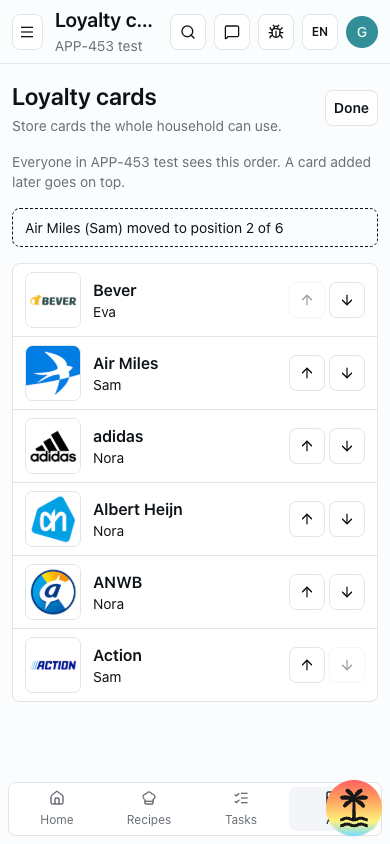 Loyalty c...
APP-453 test
EN
G
Loyalty cards
Store cards the whole household can use.
Done
Everyone in APP-453 test sees this order. A card added
later goes on top.
Air Miles (Sam) moved to position 2 of 6
BEVER
Bever
Eva
Air Miles
Sam
adidas
adidas
Nora
ah
Albert Heijn
Nora
a
ANWB
Nora
ACTION
Action
Sam
Home
Recipes
Tasks